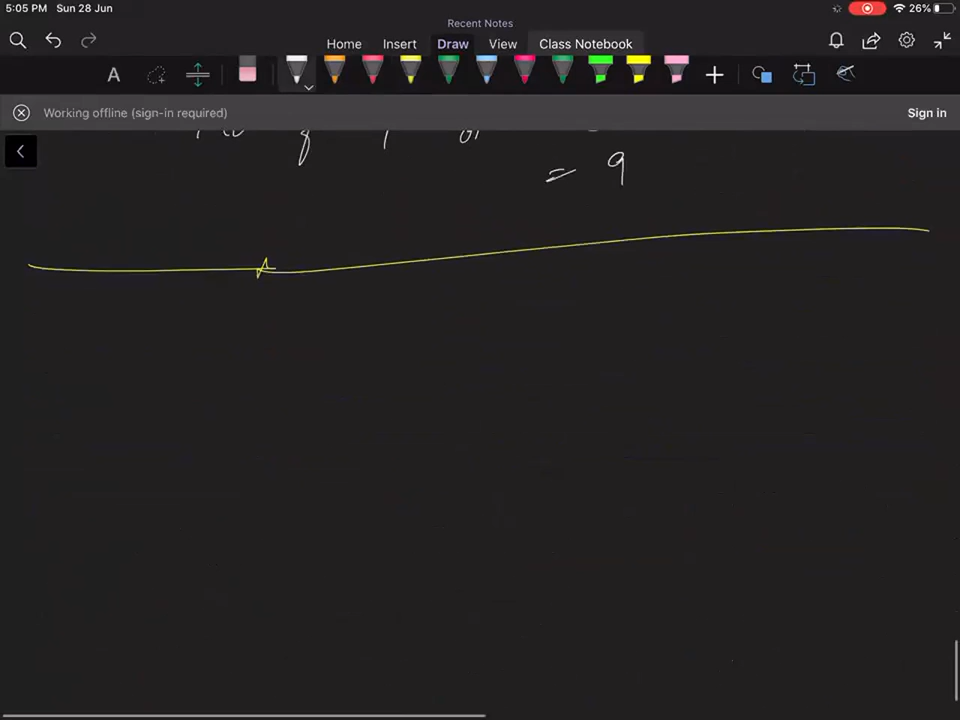 5:05 PM Sun 28 Jun
26%
Recent Notes
Home Insert Draw View Class Notebook
A
Working offline (sign-in required) Sign in
= 9